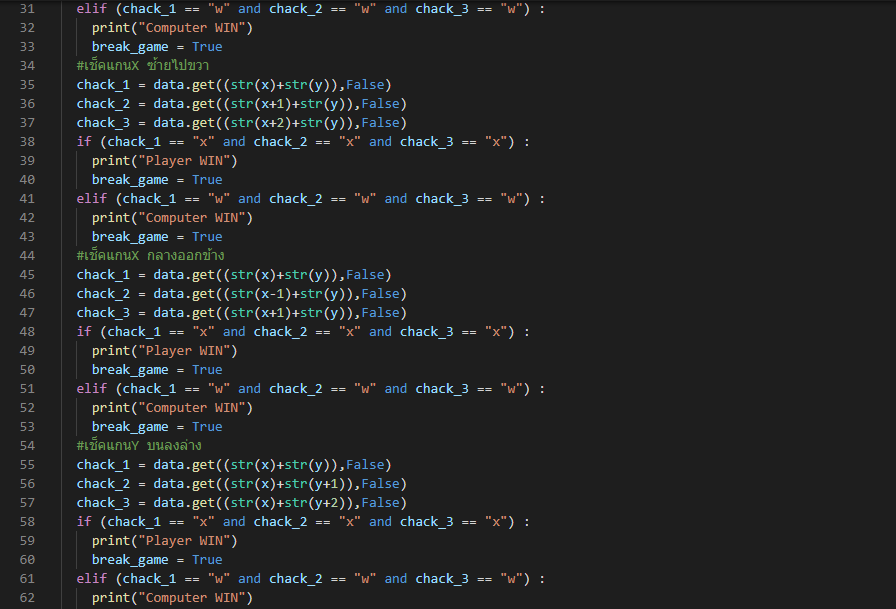 31 elif (chack_1 == "w" and chack_2 == "w" and chack_3 == "w") :
32 print("Computer WIN")
33 break_game = True
34 #เช็คแกนX ซ้ายไปขวา
35 chack_1 = data.get((str(x)+str(y)),False)
36 chack_2 = data.get((str(x+1)+str(y)),False)
37 chack_3 = data.get((str(x+2)+str(y)),False)
38 if (chack_1 == "x" and chack_2 == "x" and chack_3 == "x") :
39 print("Player WIN")
40 break_game = True
41 elif (chack_1 == "w" and chack_2 == "w" and chack_3 == "w") :
42 print("Computer WIN")
43 break_game = True
44 #เช็คแกนX กลางออกข้าง
45 chack_1 = data.get((str(x)+str(y)),False)
46 chack_2 = data.get((str(x-1)+str(y)),False)
47 chack_3 = data.get((str(x+1)+str(y)),False)
48 if (chack_1 == "x" and chack_2 == "x" and chack_3 == "x") :
49 print("Player WIN")
50 break_game = True
51 elif (chack_1 == "w" and chack_2 == "w" and chack_3 == "w") :
52 print("Computer WIN")
53 break_game = True
54 #เช็คแกนY บนลงล่าง
55 chack_1 = data.get((str(x)+str(y)),False)
56 chack_2 = data.get((str(x)+str(y+1)),False)
57 chack_3 = data.get((str(x)+str(y+2)),False)
58 if (chack_1 == "x" and chack_2 == "x" and chack_3 == "x") :
59 print("Player WIN")
60 break_game = True
61 elif (chack_1 == "w" and chack_2 == "w" and chack_3 == "w") :
62 print("Computer WIN")